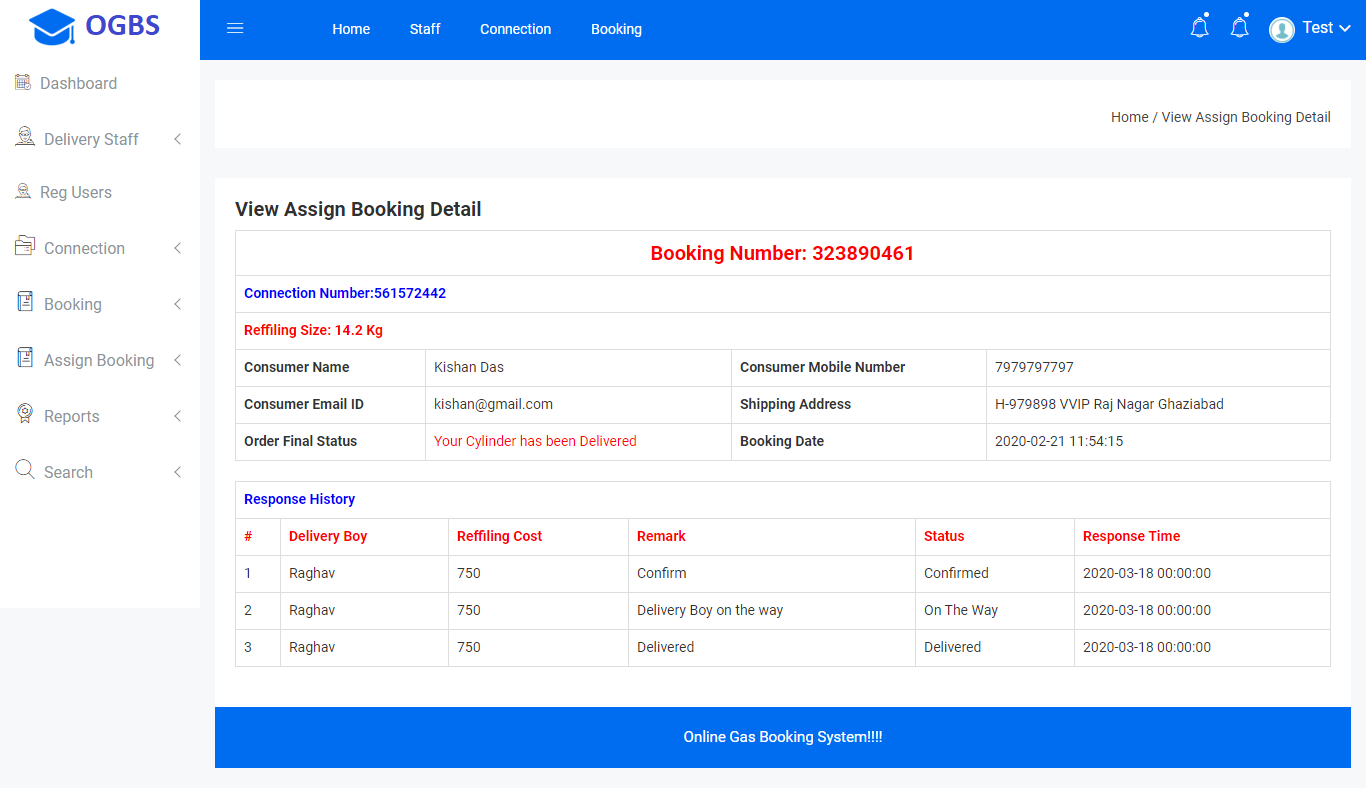 OGBS
Home Staff Connection Booking Test
Dashboard
Delivery Staff
Reg Users
Connection
Booking
Assign Booking
Reports
Search
Home / View Assign Booking Detail
View Assign Booking Detail
Booking Number: 323890461
Connection Number:561572442
Reffiling Size: 14.2 Kg
Consumer Name Kishan Das Consumer Mobile Number 7979797797
Consumer Email ID kishan@gmail.com Shipping Address H-979898 VVIP Raj Nagar Ghaziabad
Order Final Status Your Cylinder has been Delivered Booking Date 2020-02-21 11:54:15
Response History
# Delivery Boy Reffiling Cost Remark Status Response Time
1 Raghav 750 Confirm Confirmed 2020-03-18 00:00:00
2 Raghav 750 Delivery Boy on the way On The Way 2020-03-18 00:00:00
3 Raghav 750 Delivered Delivered 2020-03-18 00:00:00
Online Gas Booking System!!!!